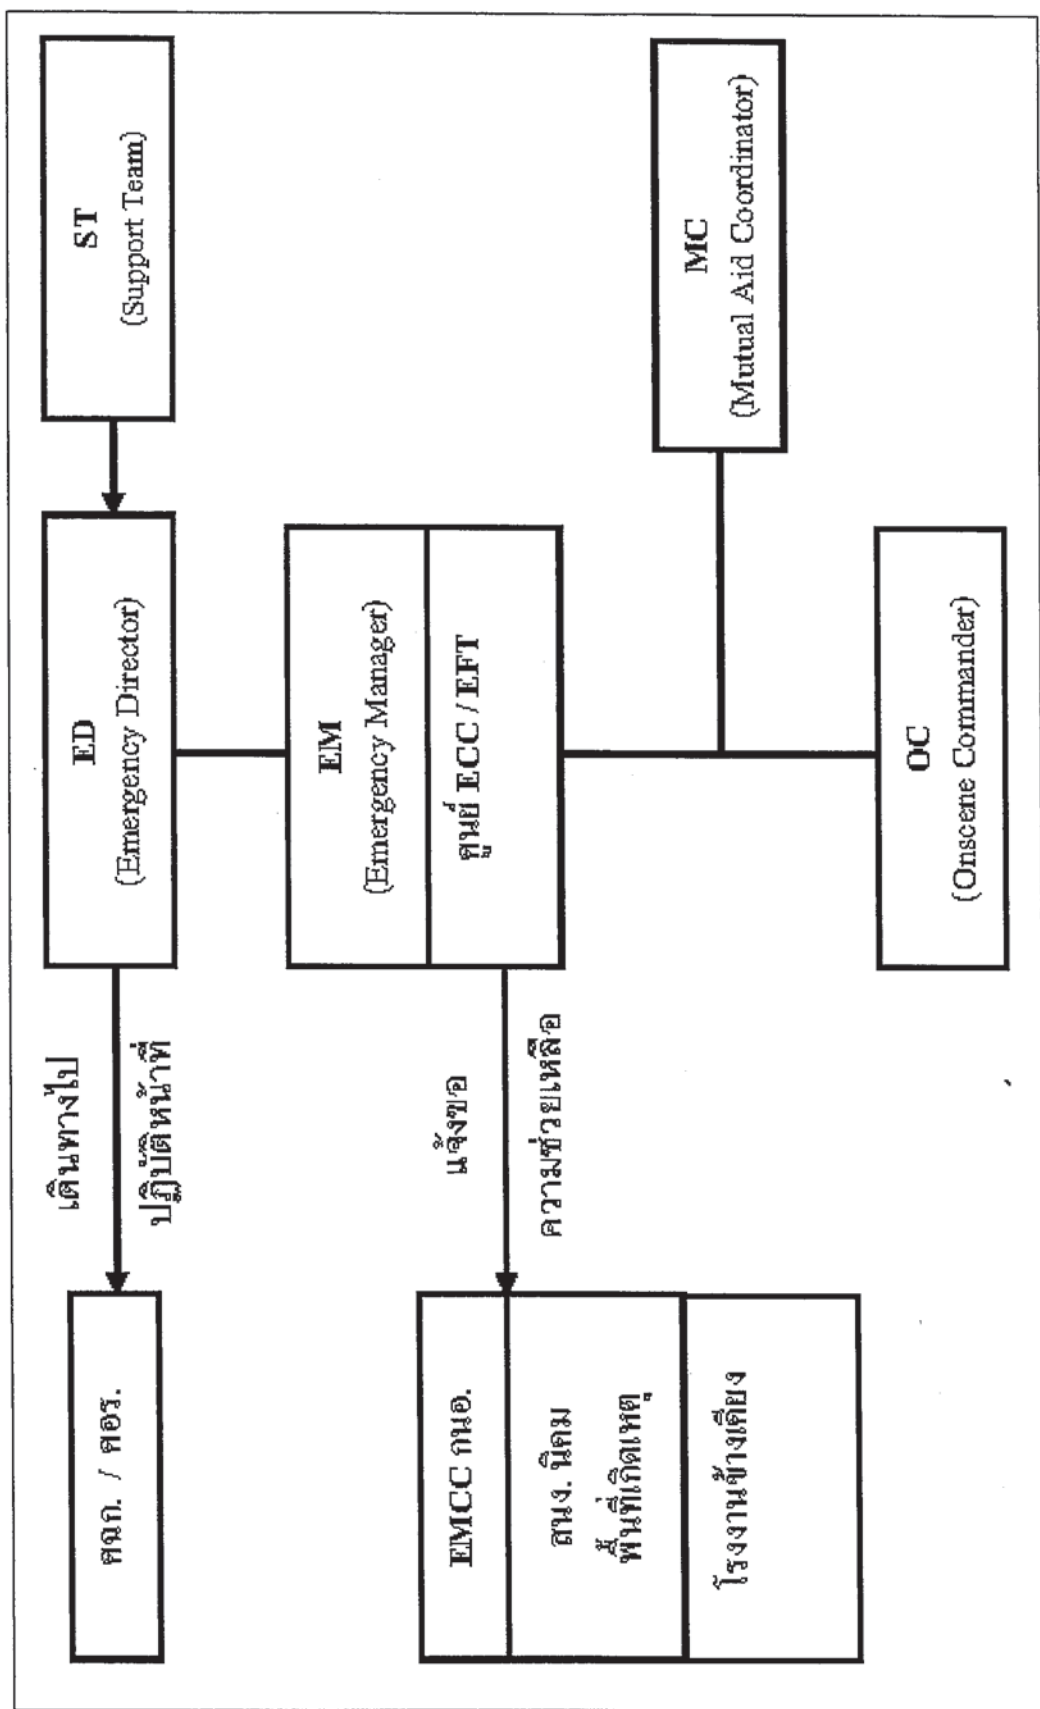 ศฉก. / ศอร.
เดินทางไป
ปฏิบัติหน้าที่
ED
(Emergency Director)
ST
(Support Team)
EM
(Emergency Manager)
ศูนย์ ECC / EFT
แจ้งขอ
ความช่วยเหลือ
EMCC กนอ.
สนง. นิคม
พื้นที่เกิดเหตุ
โรงงานข้างเคียง
MC
(Mutual Aid Coordinator)
OC
(Onscene Commander)